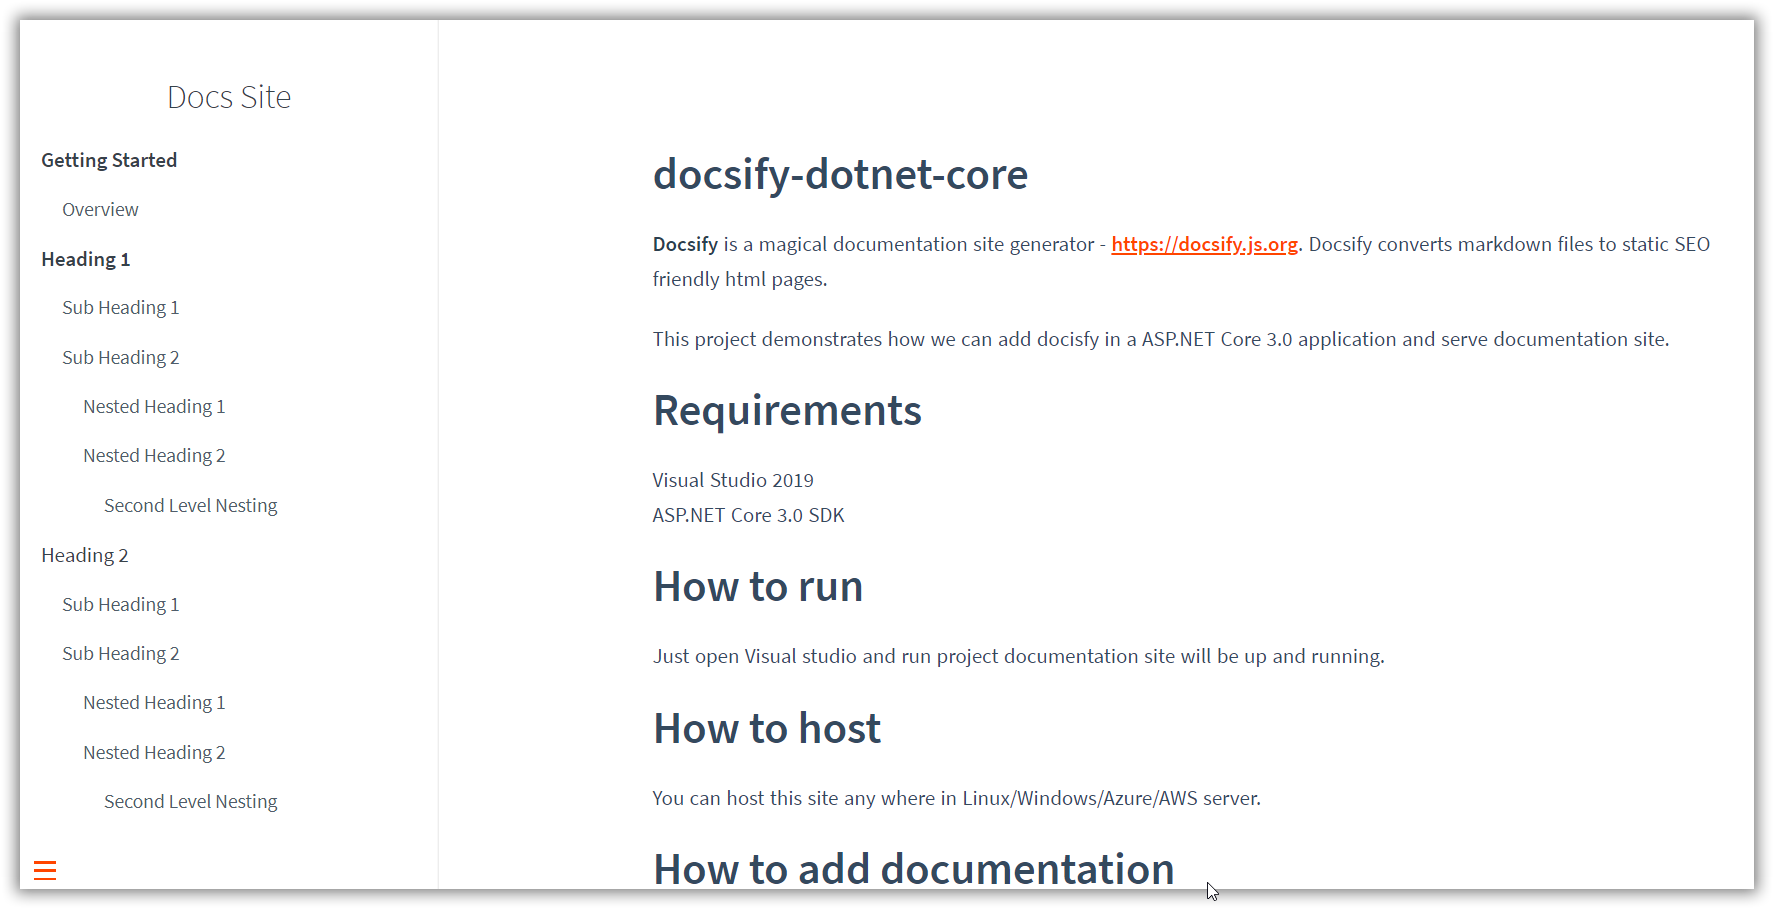 Docs Site
Getting Started
Overview
Heading 1
Sub Heading 1
Sub Heading 2
Nested Heading 1
Nested Heading 2
Second Level Nesting
Heading 2
Sub Heading 1
Sub Heading 2
Nested Heading 1
Nested Heading 2
Second Level Nesting
docsify-dotnet-core
Docsify is a magical documentation site generator - https://docsify.js.org. Docsify converts markdown files to static SEO
friendly html pages.
This project demonstrates how we can add docisfy in a ASP.NET Core 3.0 application and serve documentation site.
Requirements
Visual Studio 2019
ASP.NET Core 3.0 SDK
How to run
Just open Visual studio and run project documentation site will be up and running.
How to host
You can host this site any where in Linux/Windows/Azure/AWS server.
How to add documentation